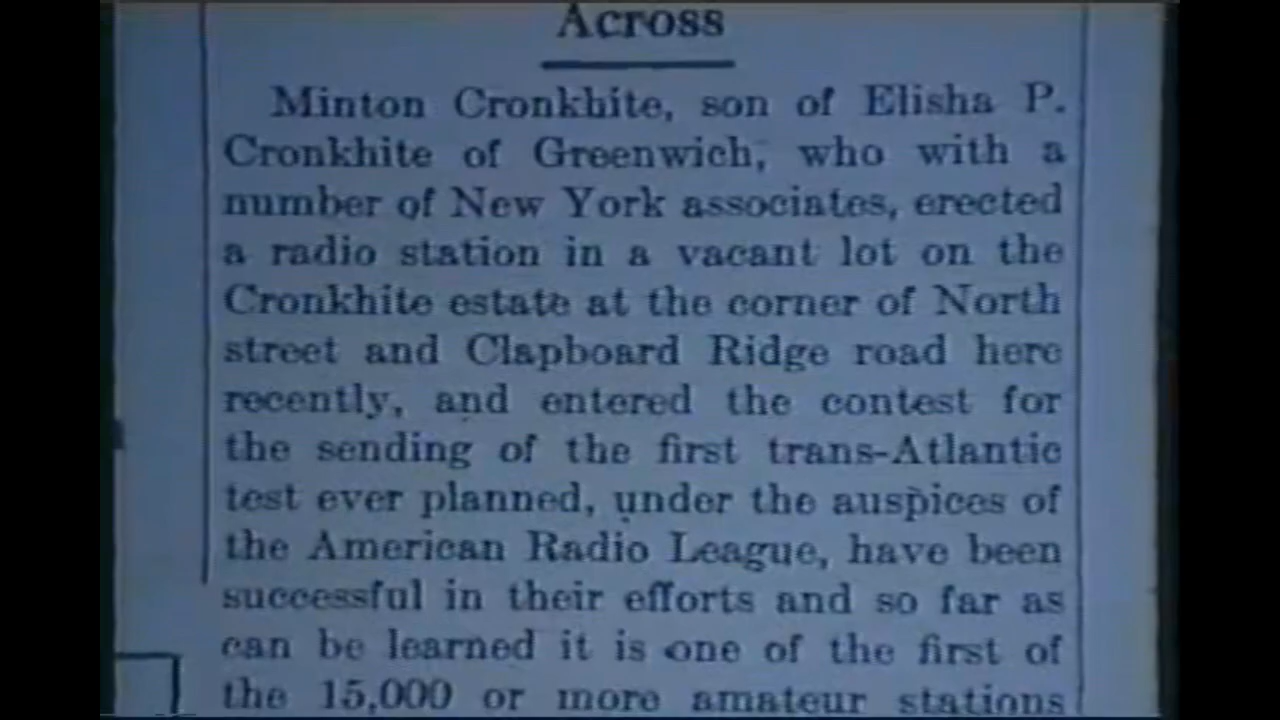 Across
Minton Cronkhite, son of Elisha P.
Cronkhite of Greenwich, who with a
number of New York associates, erected
a radio station in a vacant lot on the
Cronkhite estate at the corner of North
street and Clapboard Ridge road here
recently, and entered the contest for
the sending of the first trans-Atlantic
test ever planned, under the auspices of
the American Radio League, have been
successful in their efforts and so far as
can be learned it is one of the first of
the 15,000 or more amateur stations